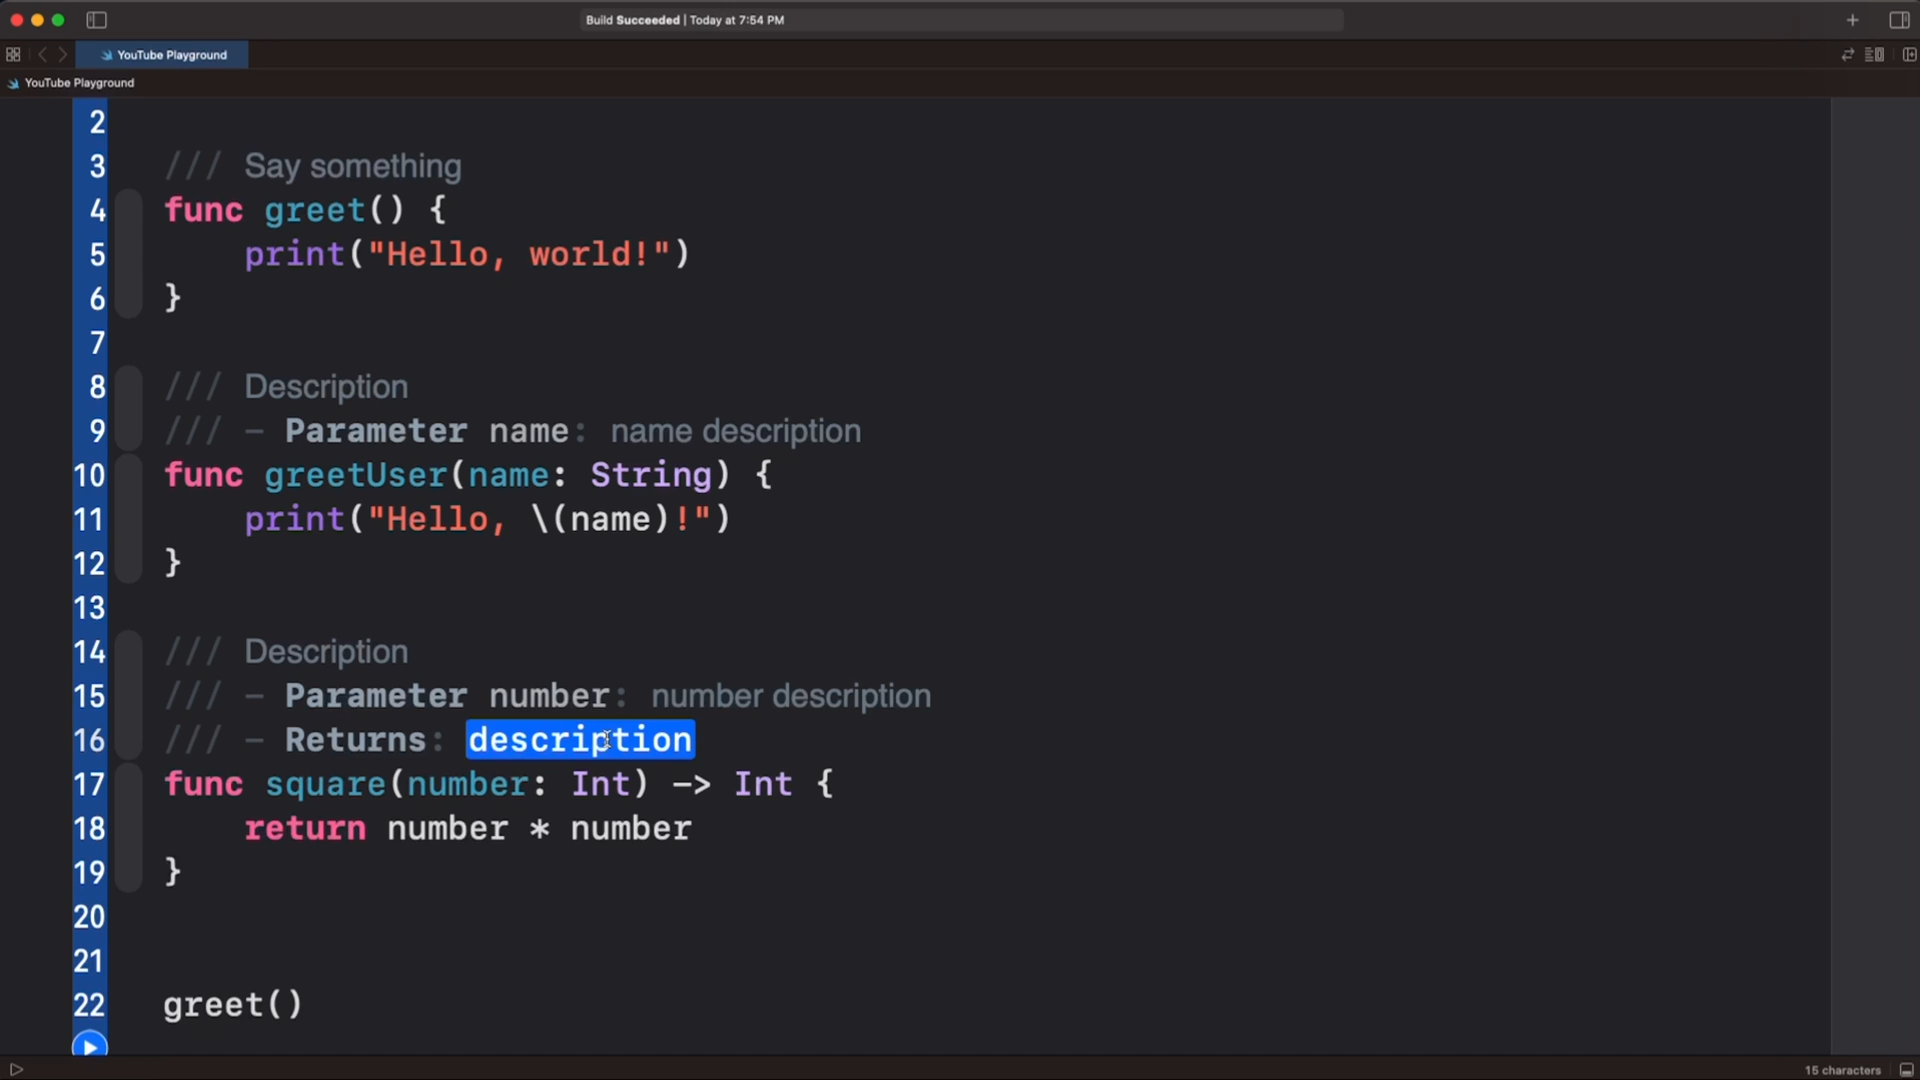 Build Succeeded | Today at 7:54 PM
YouTube Playground
YouTube Playground
2
3 /// Say something
4 func greet() {
5 print("Hello, world!")
6 }
7
8 /// Description
9 /// - Parameter name: name description
10 func greetUser(name: String) {
11 print("Hello, \(name)!")
12 }
13
14 /// Description
15 /// - Parameter number: number description
16 /// - Returns: description
17 func square(number: Int) -> Int {
18 return number * number
19 }
20
21
22 greet()
15 characters